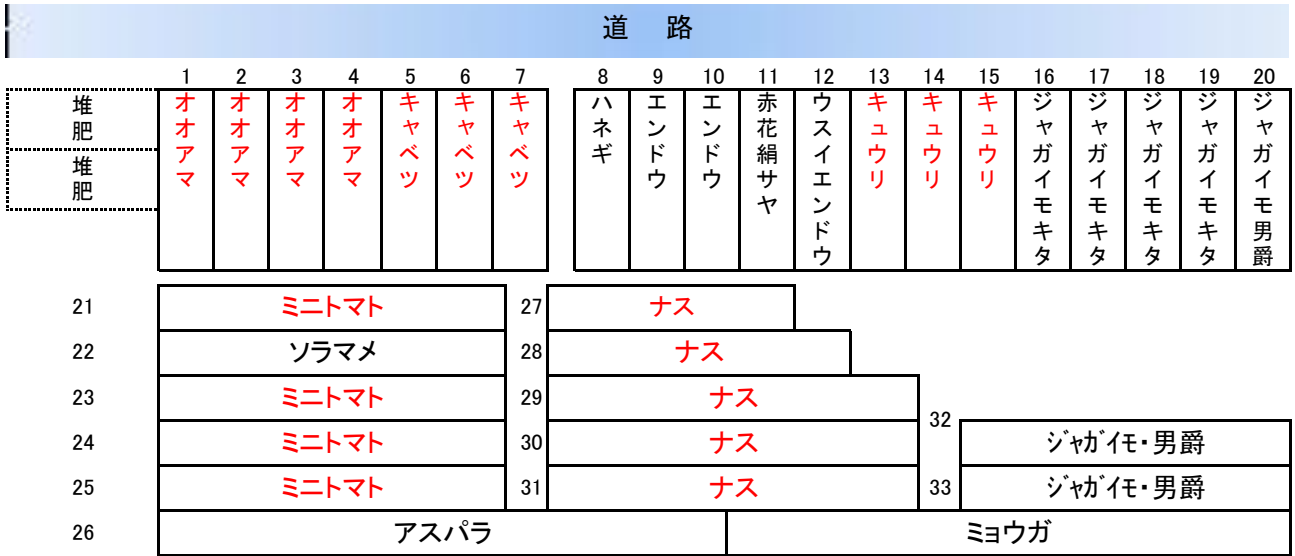 道 路
1 2 3 4 5 6 7 8 9 10 11 12 13 14 15 16 17 18 19 20
堆肥
堆肥
オオアマ
オオアマ
オオアマ
オオアマ
キャベツ
キャベツ
キャベツ
ハネギ
エンドウ
エンドウ
赤花絹サヤ
ウスイエンドウ
キュウリ
キュウリ
キュウリ
ジャガイモキタ
ジャガイモキタ
ジャガイモキタ
ジャガイモキタ
ジャガイモ男爵
21 ミニトマト 27 ナス
22 ソラマメ 28 ナス
23 ミニトマト 29 ナス
32
24 ミニトマト 30 ナス ジャガイモ・男爵
25 ミニトマト 31 ナス 33 ジャガイモ・男爵
26 アスパラ ミョウガ